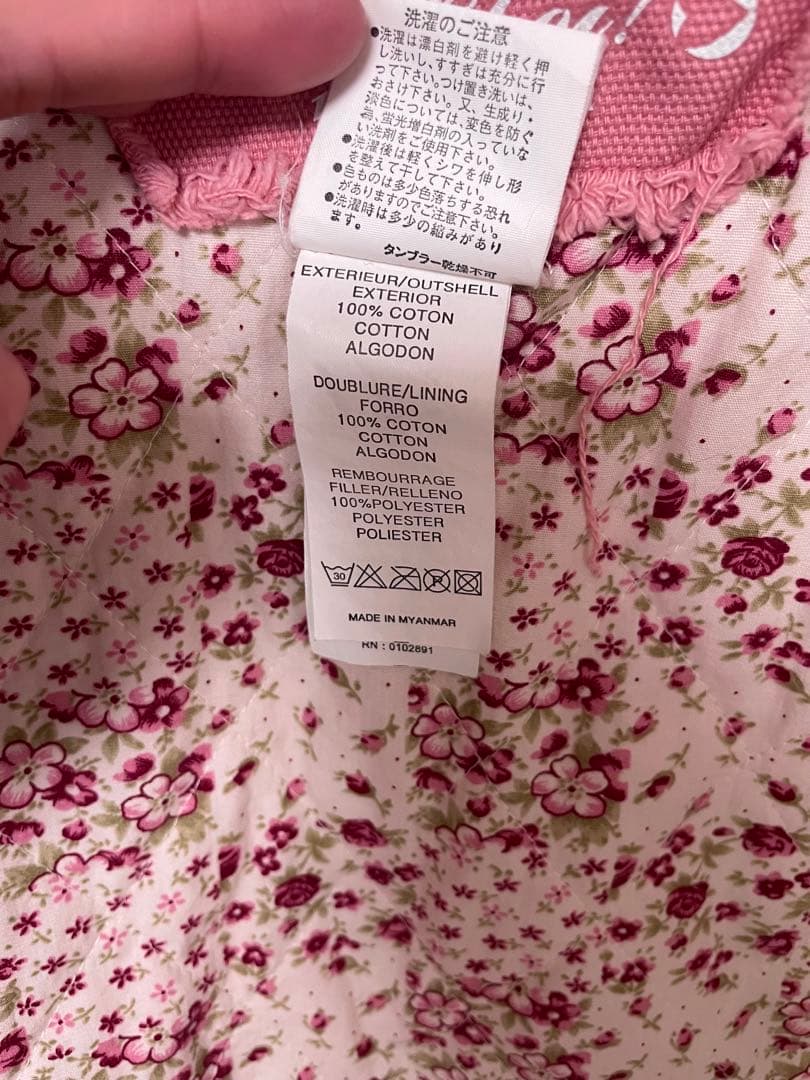 洗濯のご注意
●洗濯は漂白剤を避け軽く押
し洗いし、すすぎは充分に行
って下さい。つけ置き洗いは、
おさけ下さい。又、生成り・
淡色については、変色を防ぐ
為、蛍光増白剤の入っていな
い洗剤をご使用下さい。
●洗濯後は軽くシワを伸し形
を整えて干して下さい。
●色ものは多少色落ちする恐れ
がありますのでご注意下さい。
●洗濯時は多少の縮みがあり
ます。
タンブラー乾燥不可
EXTERIEUR/OUTSHELL
EXTERIOR
100% COTON
COTTON
ALGODON
DOUBLURE/LINING
FORRO
100% COTON
COTTON
ALGODON
REMBOURRAGE
FILLER/RELLENO
100%POLYESTER
POLYESTER
POLIESTER
30 P
MADE IN MYANMAR
RN : 0102891